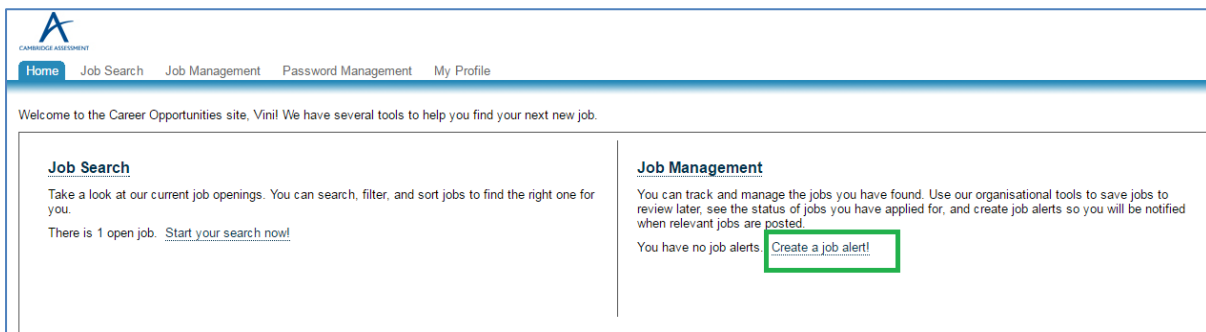 CAMBRIDGE ASSESSMENT
Home Job Search Job Management Password Management My Profile
Welcome to the Career Opportunities site, Vini! We have several tools to help you find your next new job.
Job Search
Take a look at our current job openings. You can search, filter, and sort jobs to find the right one for
you.
There is 1 open job. Start your search now!
Job Management
You can track and manage the jobs you have found. Use our organisational tools to save jobs to
review later, see the status of jobs you have applied for, and create job alerts so you will be notified
when relevant jobs are posted.
You have no job alerts. Create a job alert!